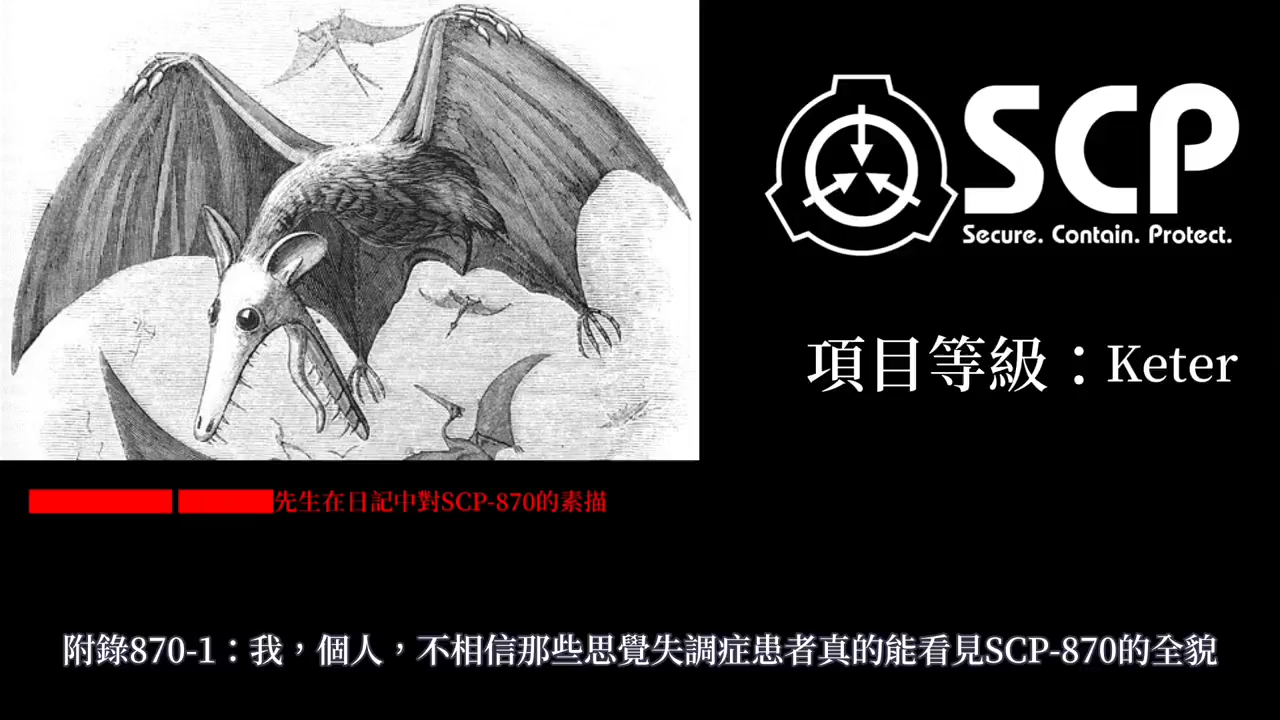 SCP
Secure. Contain. Protect.
項目等級：Keter
先生在日記中對SCP-870的素描
附錄870-1：我，個人，不相信那些思覺失調症患者真的能看見SCP-870的全貌